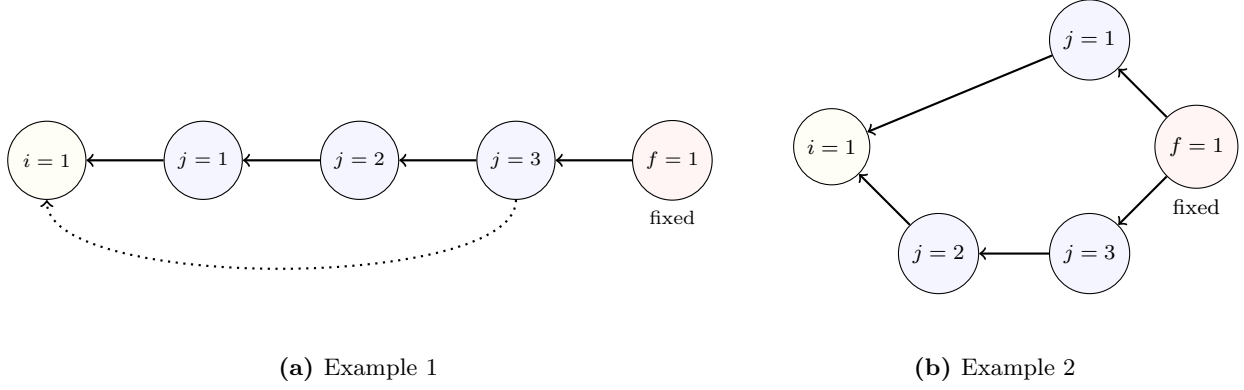 i = 1
j = 1
j = 2
j = 3
f = 1
fixed
(a) Example 1
j = 1
i = 1
f = 1
fixed
j = 2
j = 3
(b) Example 2